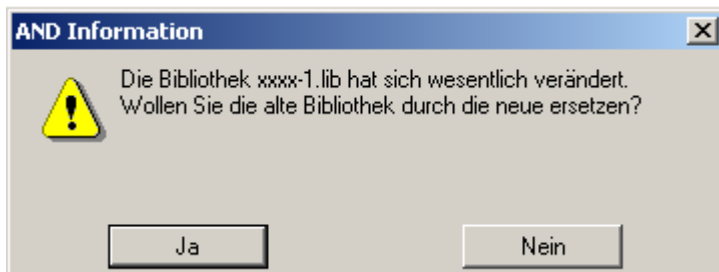 AND Information
Die Bibliothek xxxx-1.lib hat sich wesentlich verändert.
Wollen Sie die alte Bibliothek durch die neue ersetzen?
Ja
Nein